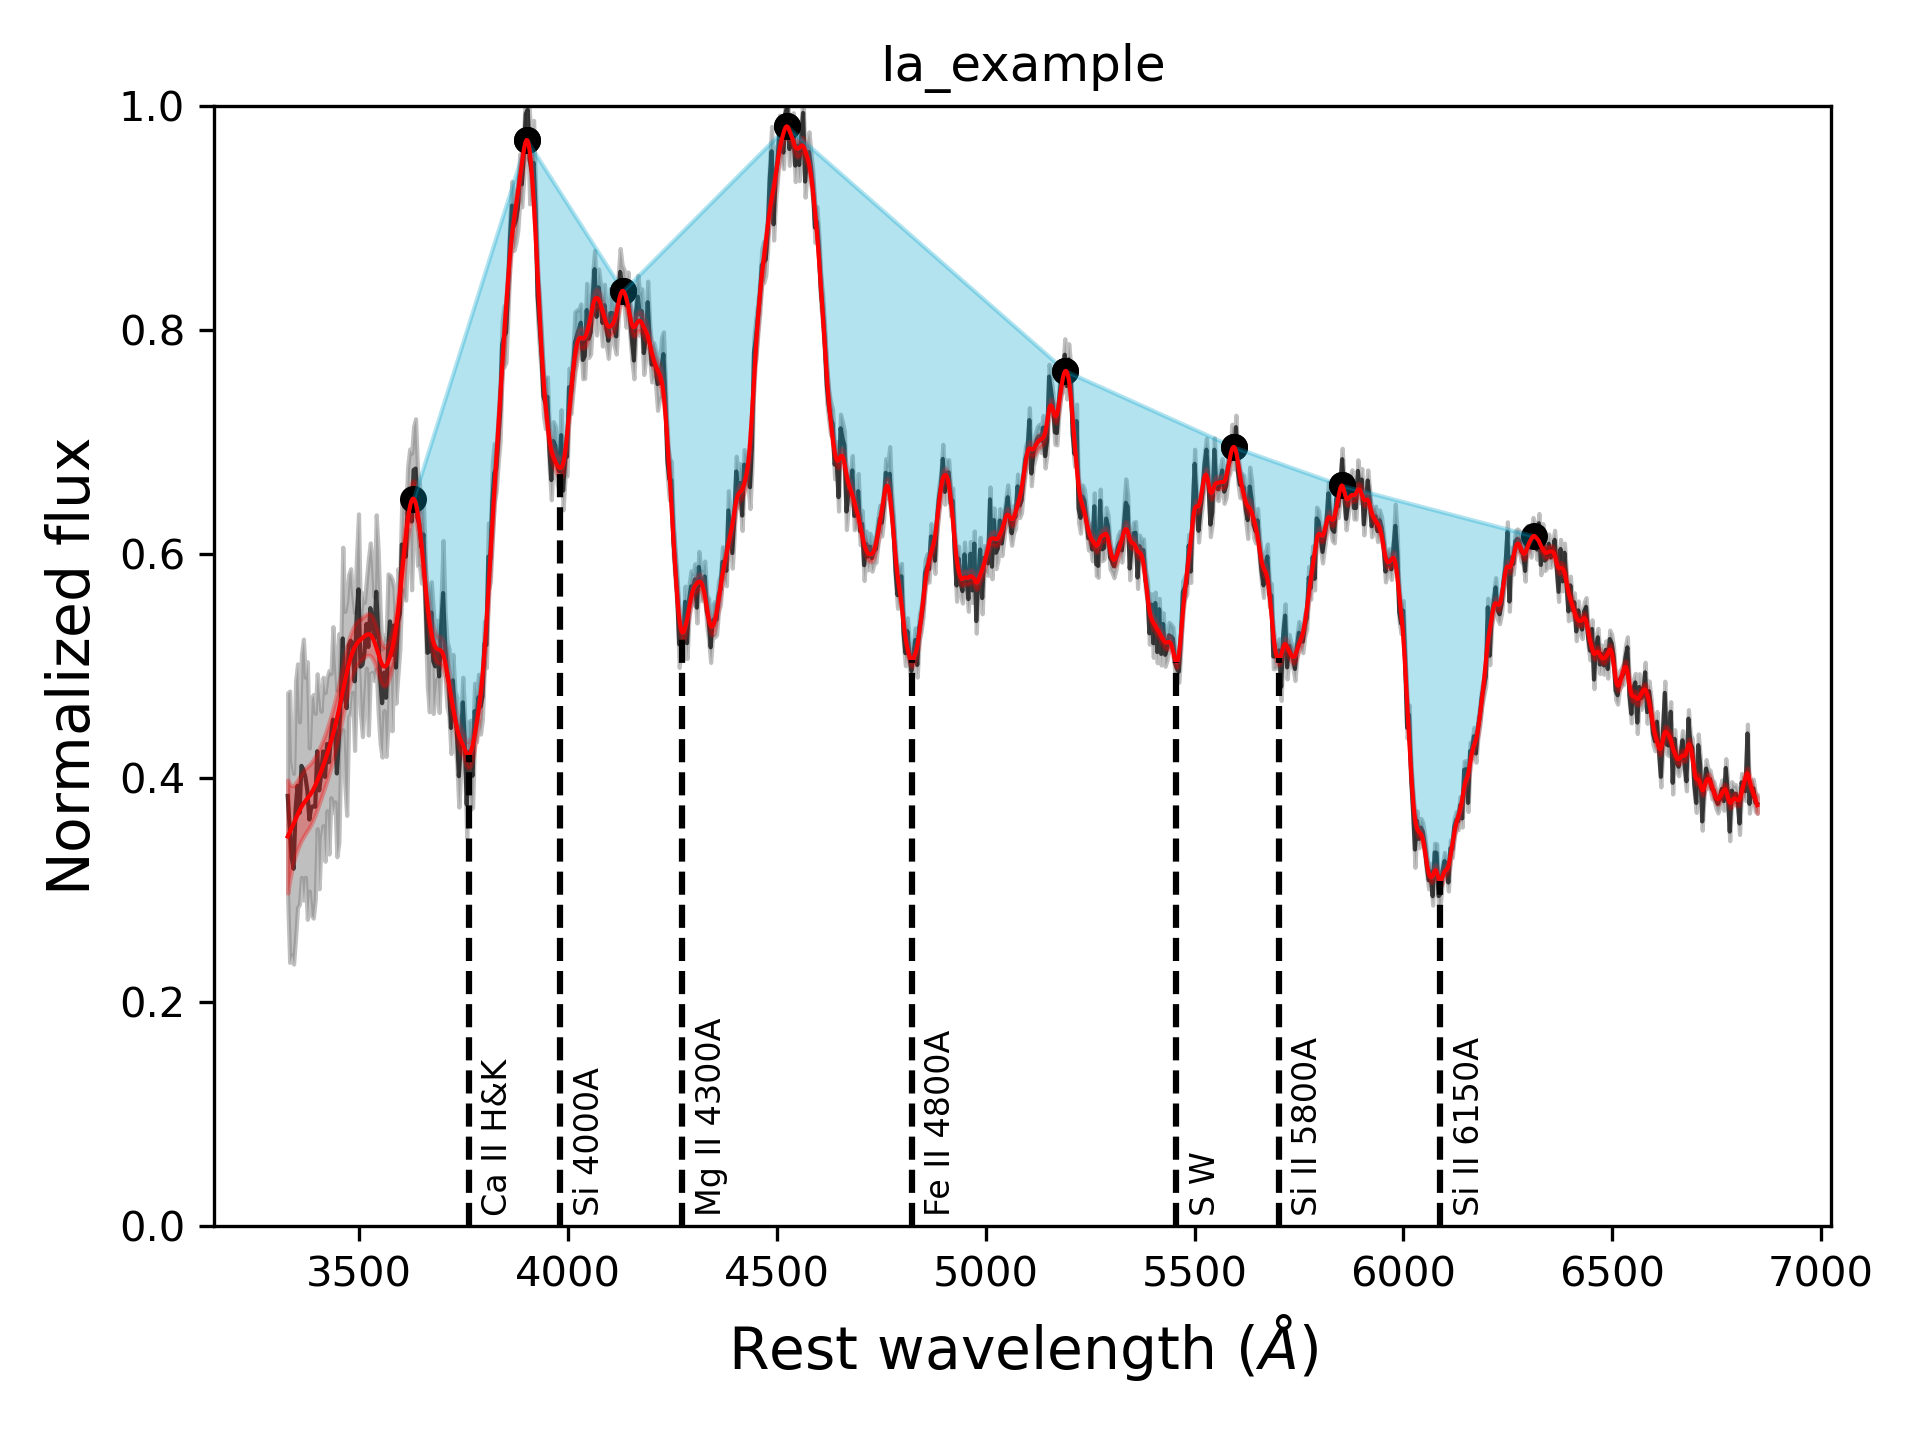 Ia_example
Normalized flux
1.0
0.8
0.6
0.4
0.2
0.0
Ca II H&K
Si 4000A
Mg II 4300A
Fe II 4800A
S W
Si II 5800A
Si II 6150A
3500 4000 4500 5000 5500 6000 6500 7000
Rest wavelength (Å)